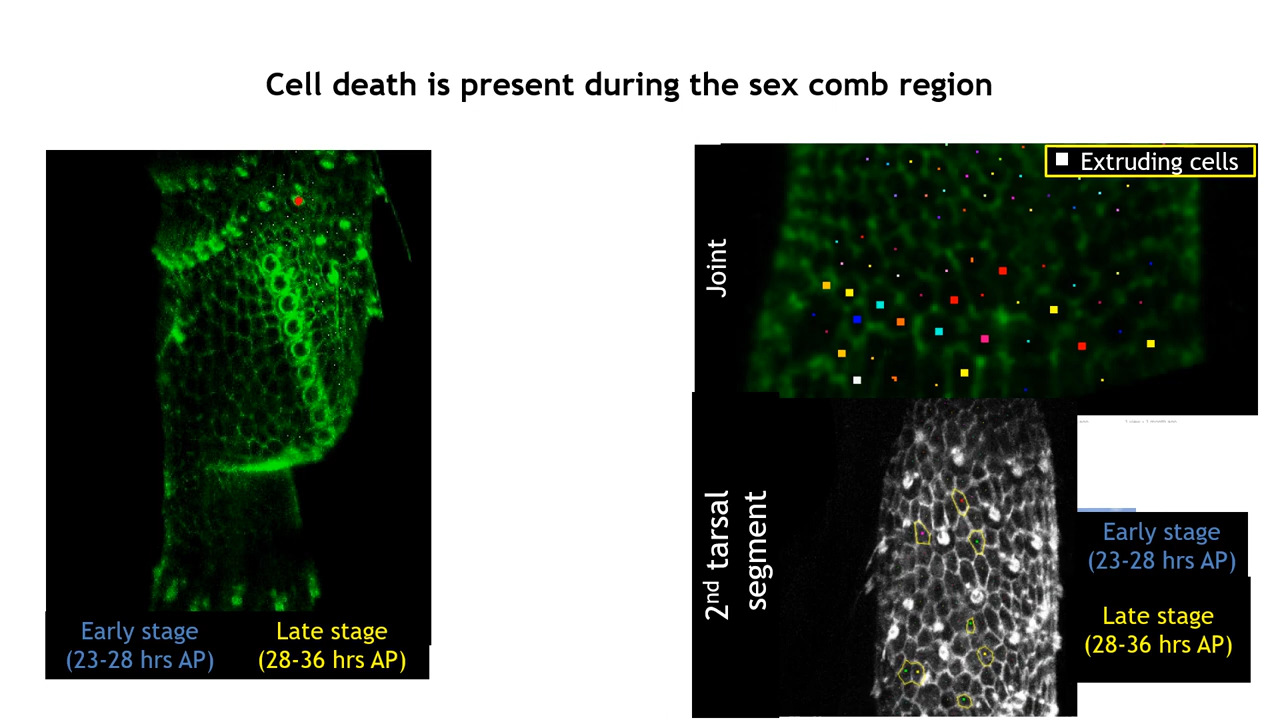 Cell death is present during the sex comb region
Extruding cells
Joint
2nd tarsal
segment
Early stage
(23-28 hrs AP)
Late stage
(28-36 hrs AP)
Early stage
(23-28 hrs AP)
Late stage
(28-36 hrs AP)